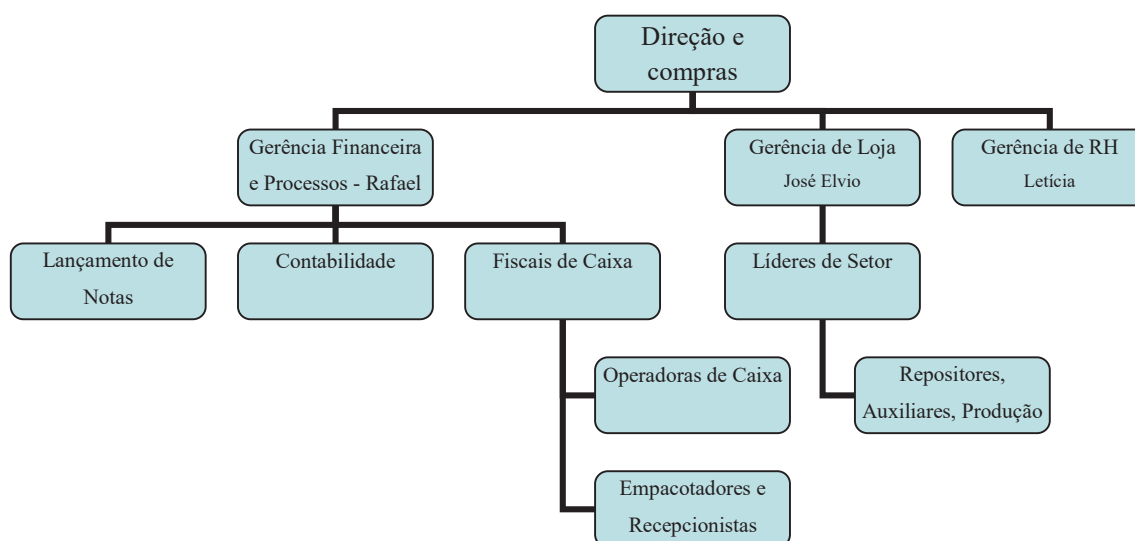 Direção e
compras
Gerência Financeira
e Processos - Rafael
Gerência de Loja
José Elvio
Gerência de RH
Letícia
Lançamento de
Notas
Contabilidade
Fiscais de Caixa
Líderes de Setor
Operadoras de Caixa
Repositores,
Auxiliares, Produção
Empacotadores e
Recepcionistas